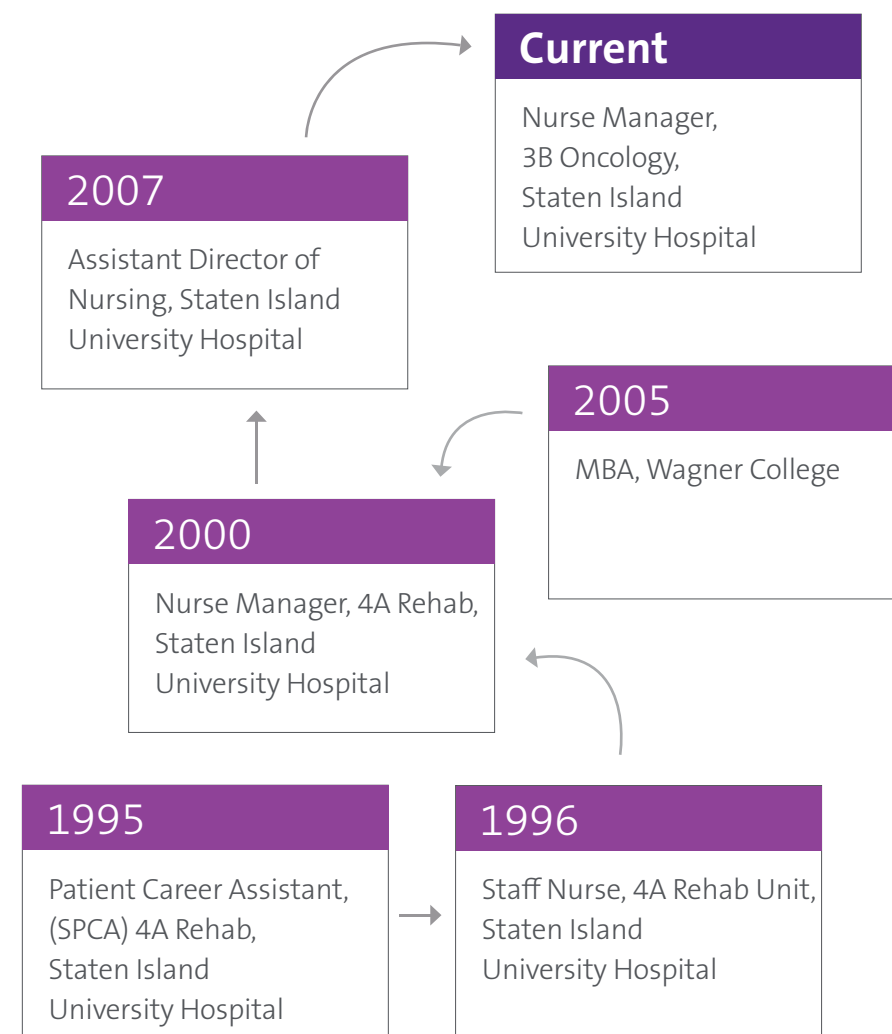 Current
Nurse Manager,
3B Oncology,
Staten Island
University Hospital
2007
Assistant Director of
Nursing, Staten Island
University Hospital
2005
MBA, Wagner College
2000
Nurse Manager, 4A Rehab,
Staten Island
University Hospital
1995
Patient Career Assistant,
(SPCA) 4A Rehab,
Staten Island
University Hospital
1996
Staff Nurse, 4A Rehab Unit,
Staten Island
University Hospital